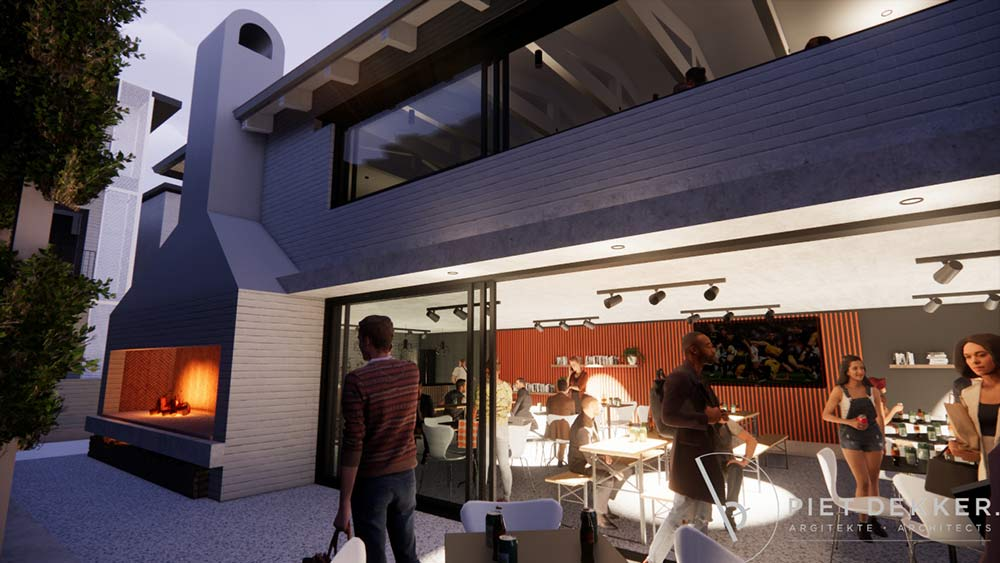 PIET DEKKER.
ARGITEKTE · ARCHITECTS